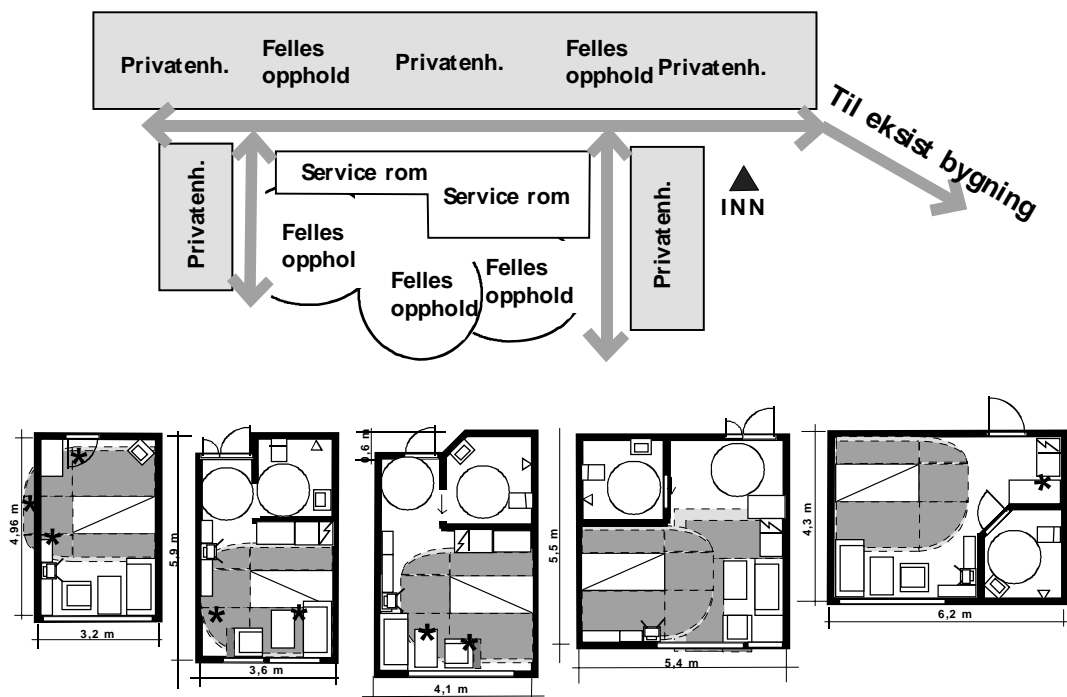 Privatenh.
Felles
opphold
Privatenh.
Felles
opphold
Privatenh.
Til eksist bygning
Privatenh.
Service rom
Service rom
Privatenh.
INN
Felles
opphol
Felles
opphold
Felles
opphold
4,96 m
3,2 m
5,9 m
3,6 m
0,6 m
4,1 m
5,5 m
5,4 m
4,3 m
6,2 m